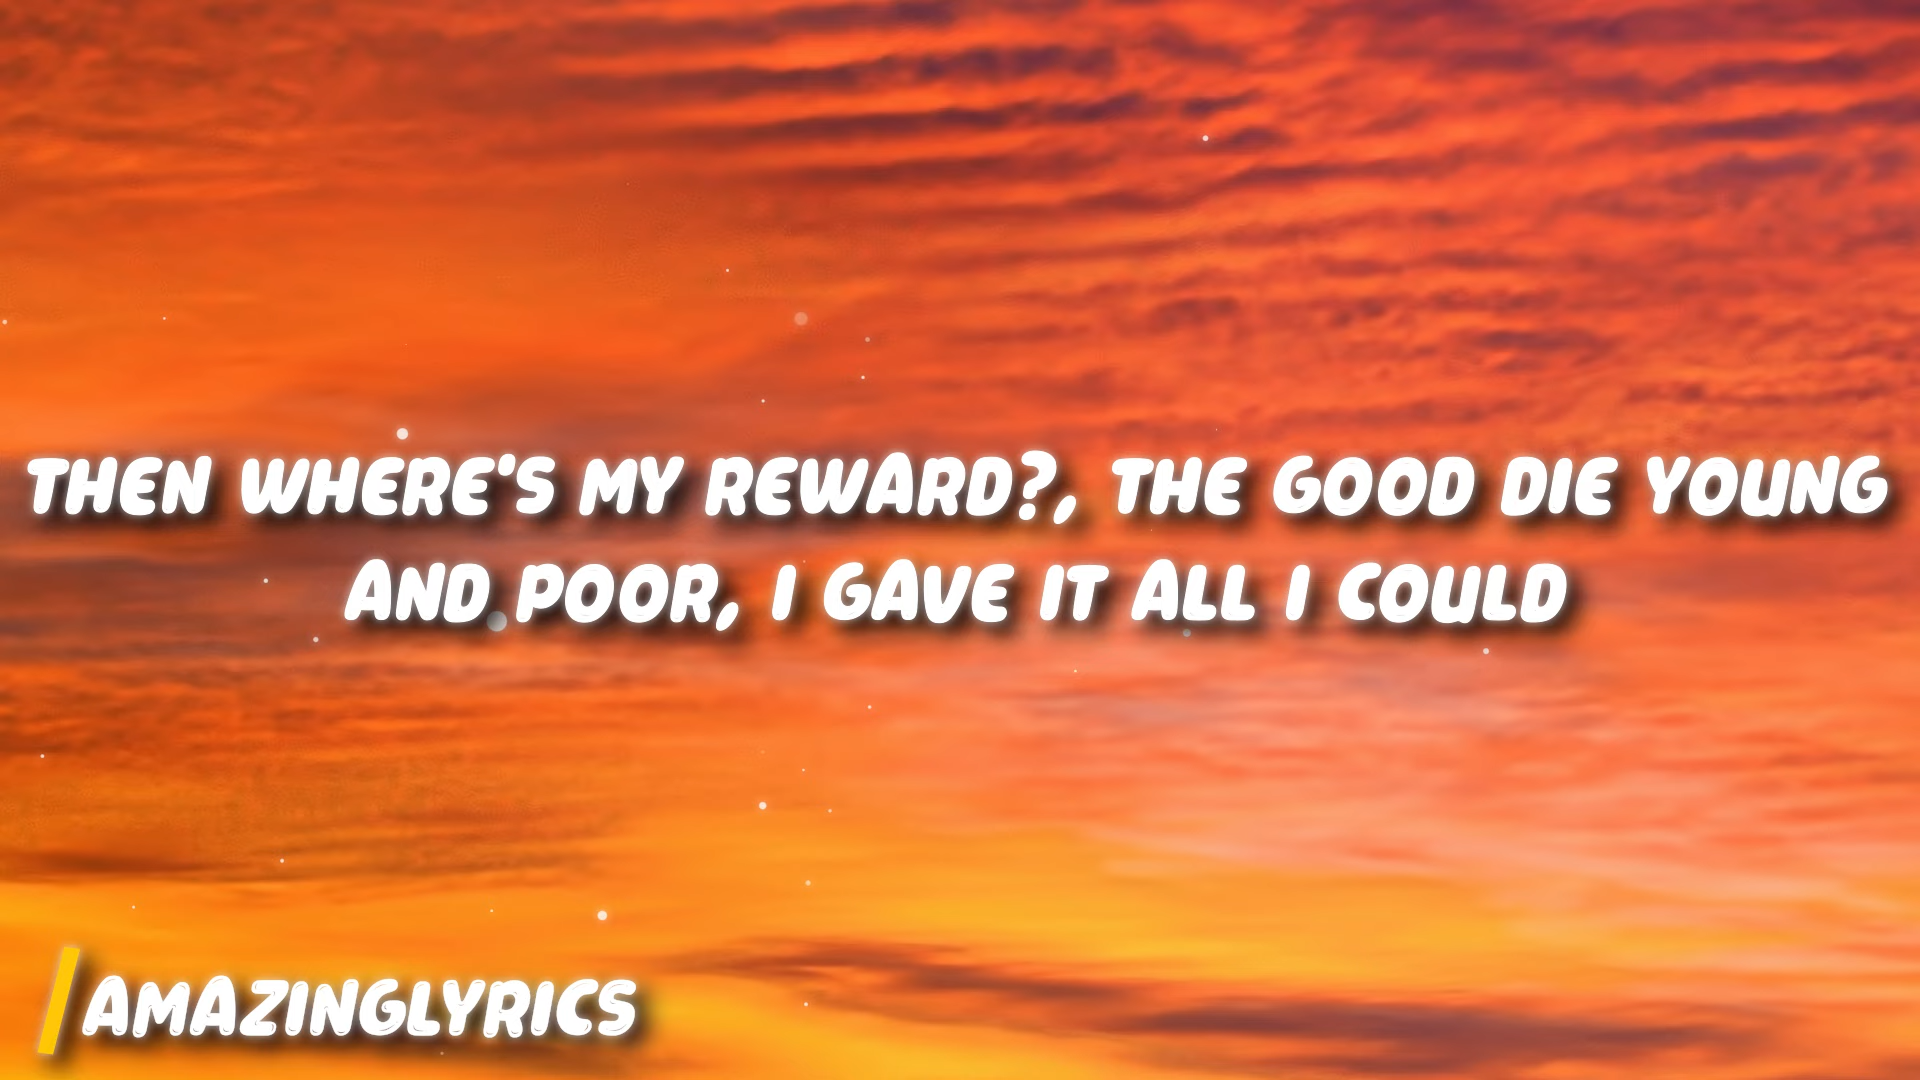 THEN WHERE'S MY REWARD?, THE GOOD DIE YOUNG
AND POOR, I GAVE IT ALL I COULD
AMAZINGLYRICS